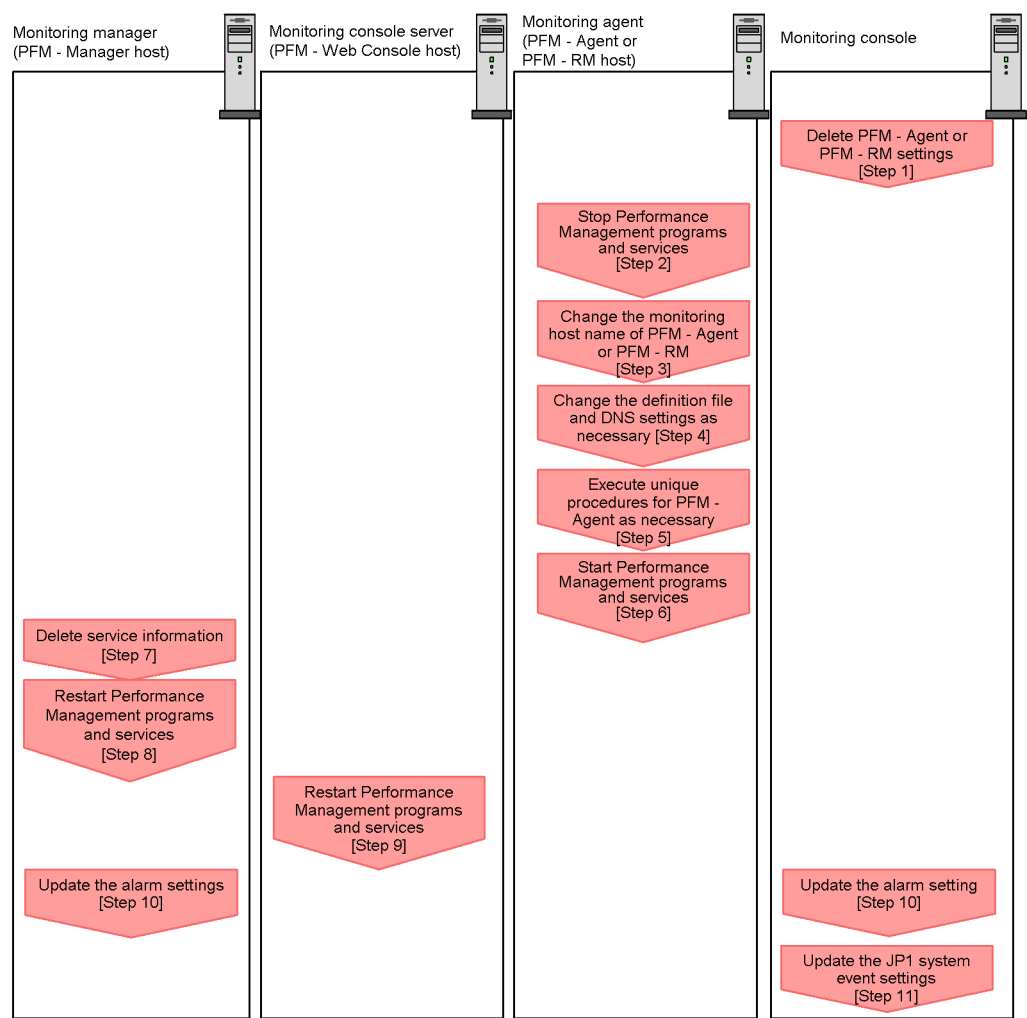 Monitoring manager
(PFM - Manager host)
Monitoring console server
(PFM - Web Console host)
Monitoring agent
(PFM - Agent or
PFM - RM host)
Monitoring console
Delete PFM - Agent or
PFM - RM settings
[Step 1]
Stop Performance
Management programs
and services
[Step 2]
Change the monitoring
host name of PFM - Agent
or PFM - RM
[Step 3]
Change the definition file
and DNS settings as
necessary [Step 4]
Execute unique
procedures for PFM -
Agent as necessary
[Step 5]
Start Performance
Management programs
and services
[Step 6]
Delete service information
[Step 7]
Restart Performance
Management programs
and services
[Step 8]
Restart Performance
Management programs
and services
[Step 9]
Update the alarm settings
[Step 10]
Update the alarm setting
[Step 10]
Update the JP1 system
event settings
[Step 11]